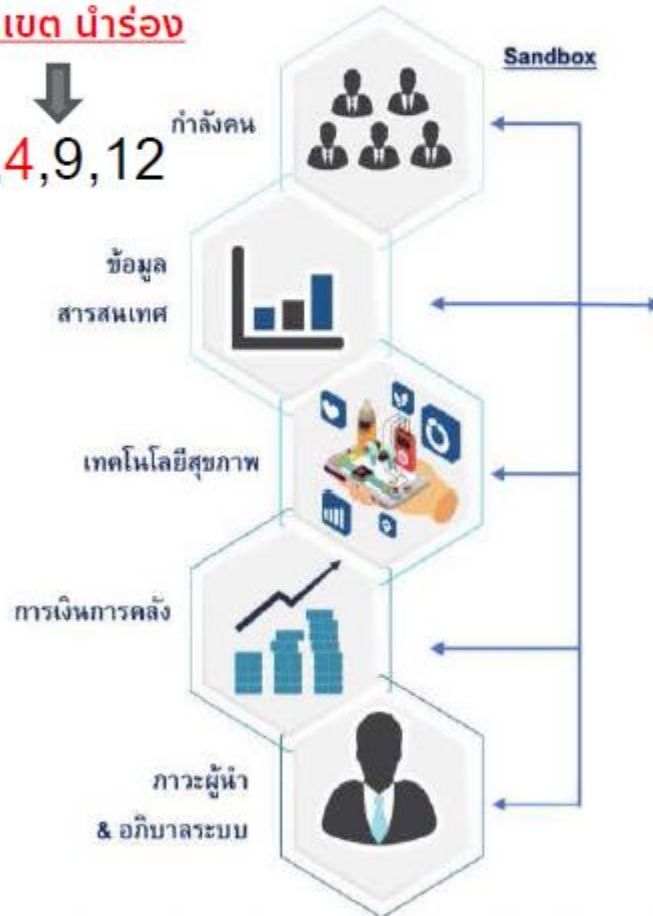 เขต นำร่อง
Sandbox
กำลังคน
4,9,12
ข้อมูล
สารสนเทศ
เทคโนโลยีสุขภาพ
การเงินการคลัง
ภาวะผู้นำ
& อภิบาลระบบ